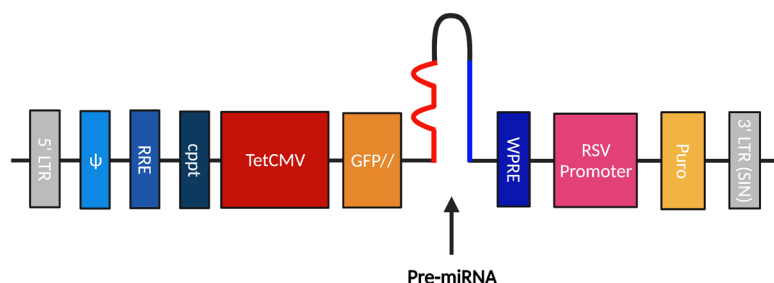 5' LTR
ψ
RRE
cppt
TetCMV
GFP//
WPRE
RSV
Promoter
Puro
3' LTR (SIN)
Pre-miRNA